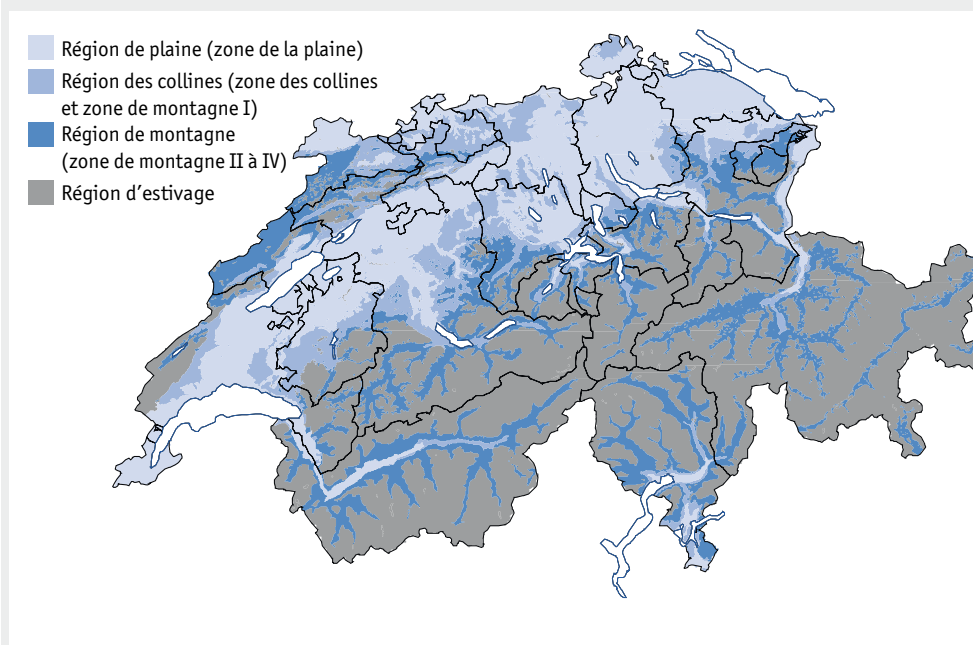 Région de plaine (zone de la plaine)
Région des collines (zone des collines
et zone de montagne I)
Région de montagne
(zone de montagne II à IV)
Région d'estivage